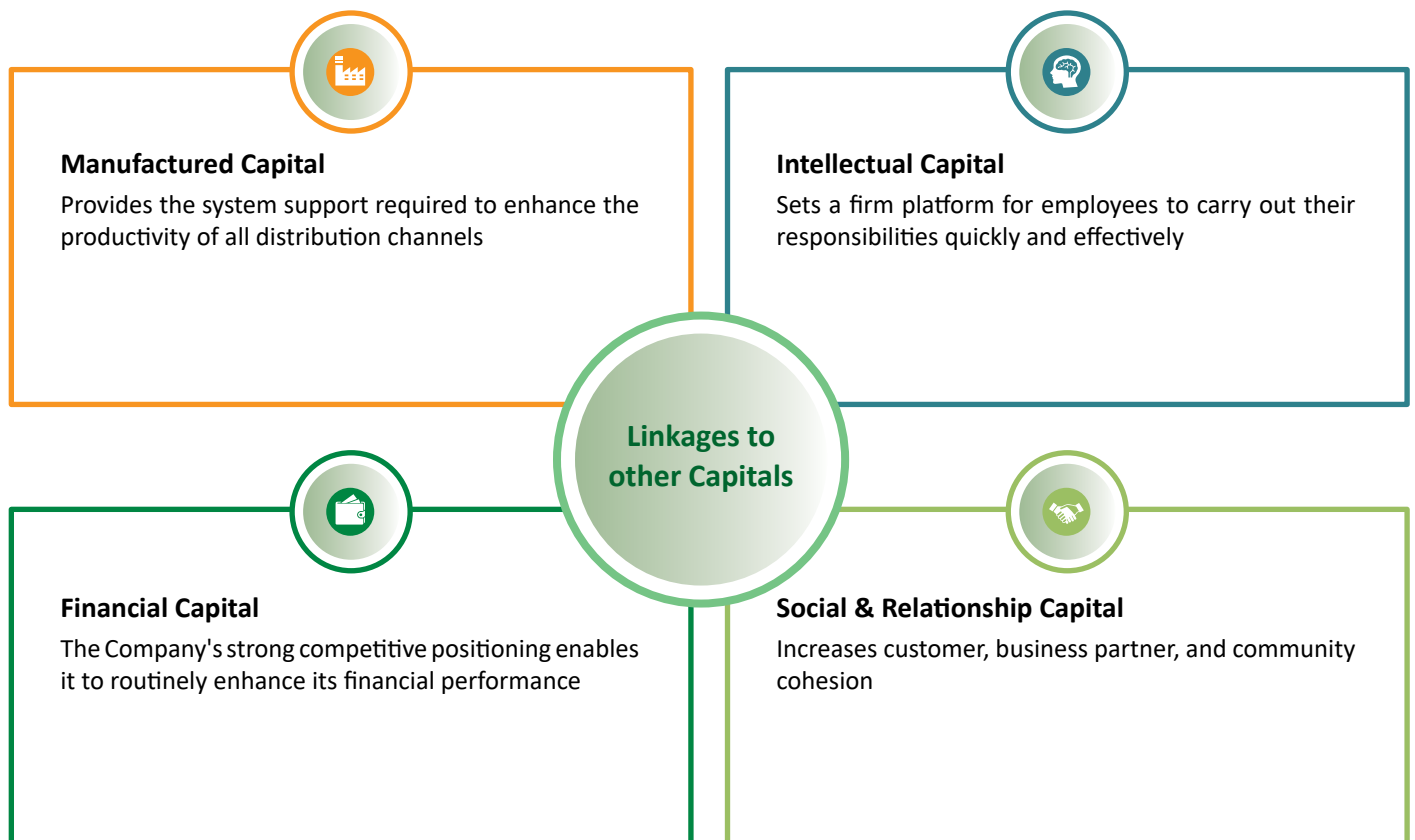 Manufactured Capital
Provides the system support required to enhance the
productivity of all distribution channels
Intellectual Capital
Sets a firm platform for employees to carry out their
responsibilities quickly and effectively
Linkages to
other Capitals
Financial Capital
The Company's strong competitive positioning enables
it to routinely enhance its financial performance
Social & Relationship Capital
Increases customer, business partner, and community
cohesion